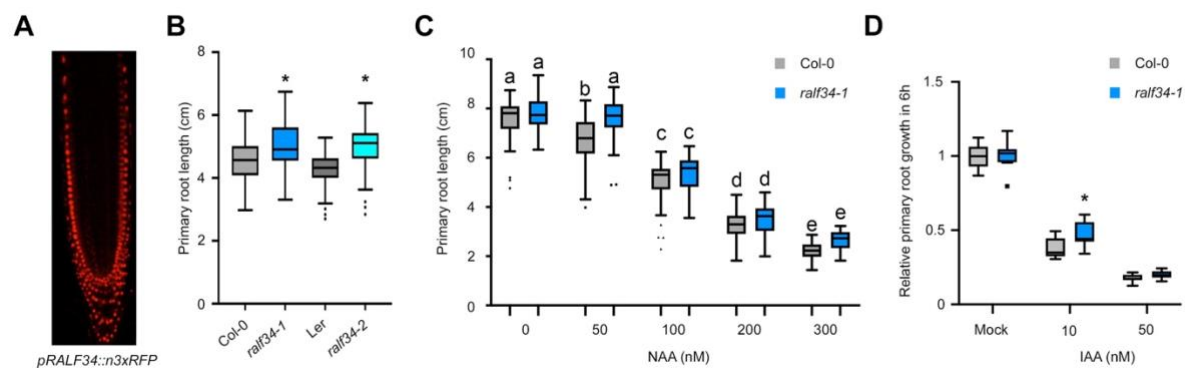 A
pRALF34::n3xRFP
B
Primary root length (cm)
8
6
4
2
0
*
*
Col-0
ralf34-1
Ler
ralf34-2
C
Col-0
ralf34-1
Primary root length (cm)
10
8
6
4
2
0
a a b a c c d d e e
0 50 100 200 300
NAA (nM)
D
Col-0
ralf34-1
Relative primary root growth in 6h
1.5
1
0.5
0
*
Mock 10 50
IAA (nM)